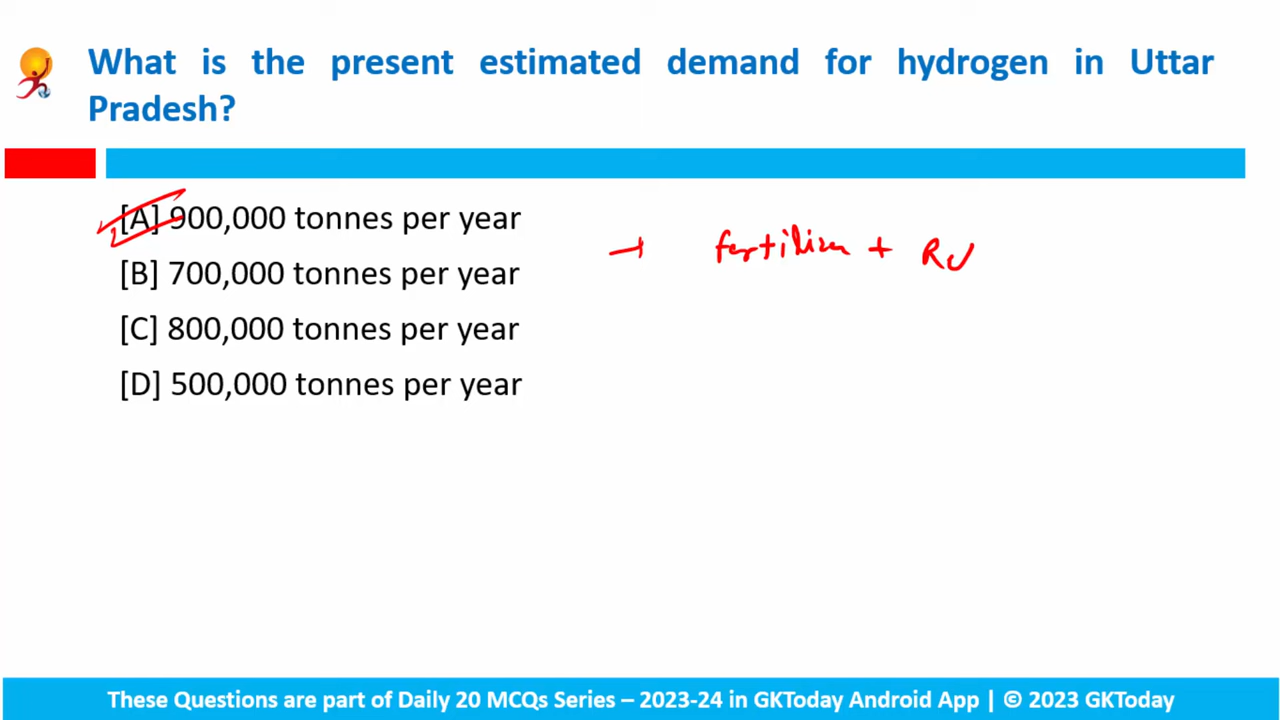 What is the present estimated demand for hydrogen in Uttar
Pradesh?
[A] 900,000 tonnes per year
[B] 700,000 tonnes per year
[C] 800,000 tonnes per year
[D] 500,000 tonnes per year
→ +
These Questions are part of Daily 20 MCQs Series – 2023-24 in GKToday Android App | © 2023 GKToday